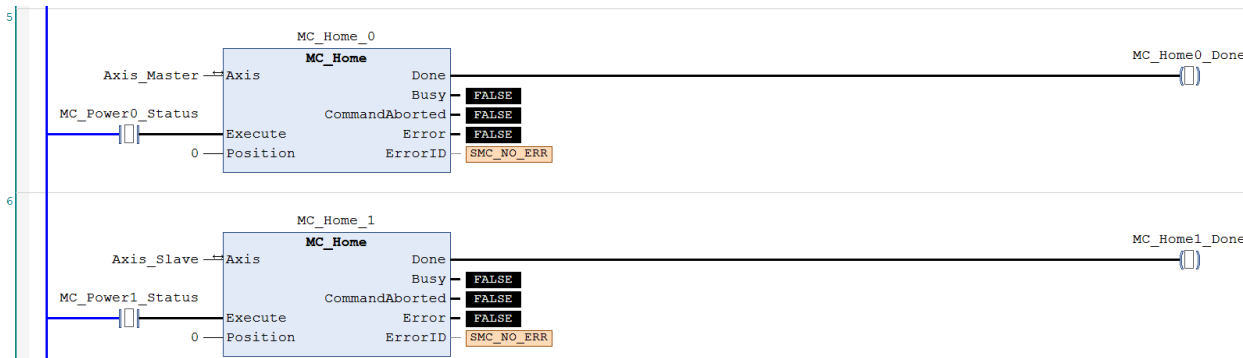 5
MC_Home_0
MC_Home
MC_Home0_Done
Axis_Master Axis Done
Busy FALSE
MC_Power0_Status CommandAborted FALSE
Execute Error FALSE
0 Position ErrorID SMC_NO_ERR
6
MC_Home_1
MC_Home
MC_Home1_Done
Axis_Slave Axis Done
Busy FALSE
MC_Power1_Status CommandAborted FALSE
Execute Error FALSE
0 Position ErrorID SMC_NO_ERR